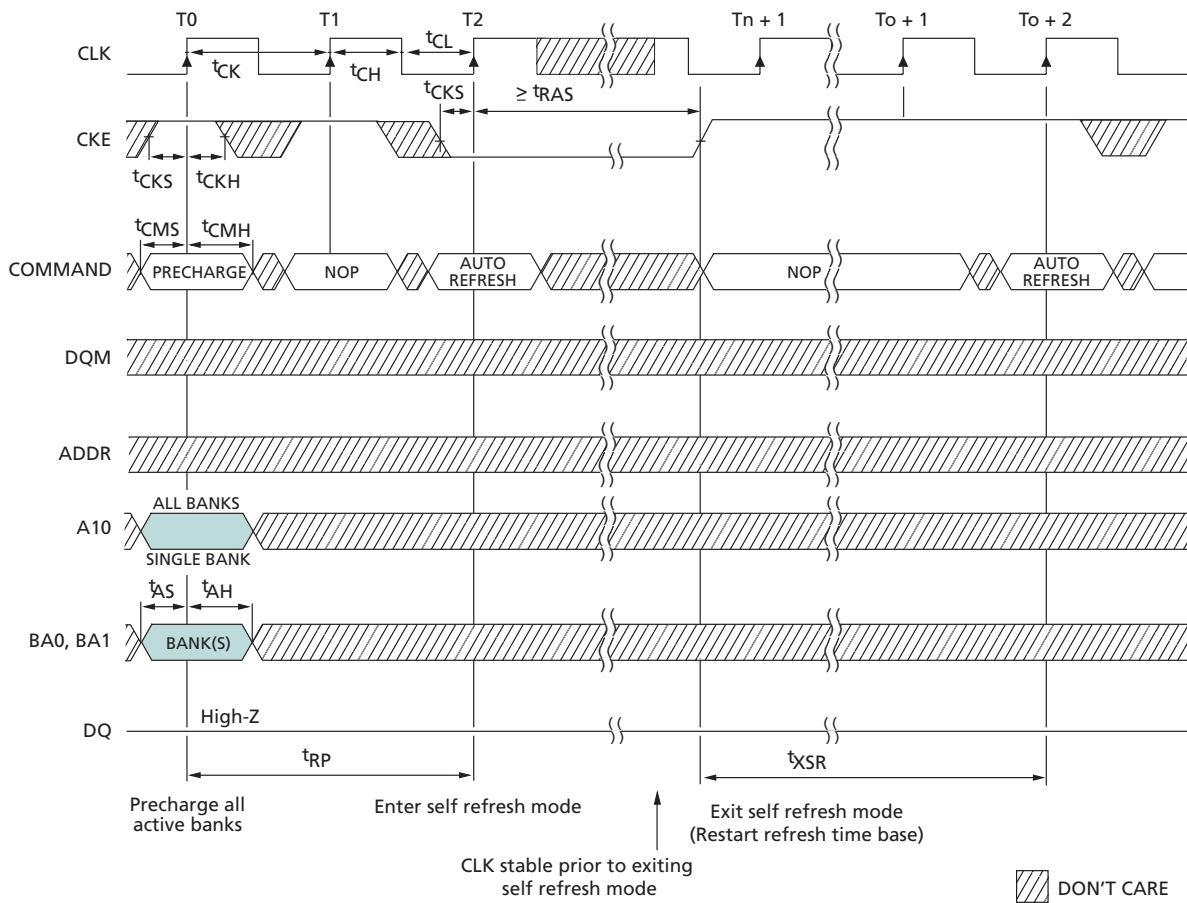 T0 T1 T2 Tn + 1 To + 1 To + 2
CLK
tCK tCH tCL
tCKS ≥ tRAS
CKE
tCKS tCKH
tCMS tCMH
COMMAND PRECHARGE NOP AUTO REFRESH NOP AUTO REFRESH
DQM
ADDR
ALL BANKS
A10
SINGLE BANK
tAS tAH
BA0, BA1 BANK(S)
High-Z
DQ
tRP tXSR
Precharge all
active banks
Enter self refresh mode
Exit self refresh mode
(Restart refresh time base)
CLK stable prior to exiting
self refresh mode
DON'T CARE